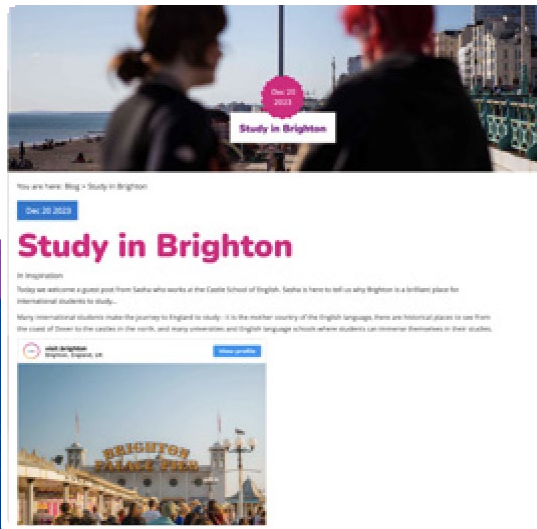 Dec 20
2023
Study in Brighton
You are here: Blog > Study in Brighton
Dec 20 2023
Study in Brighton
In Inspiration
Today we welcome a guest post from Sasha who works at the Castle School of English. Sasha is here to tell us why Brighton is a brilliant place for
international students to study...
Many international students make the journey to England to study - it is the mother country of the English language, there are historical places to see from
the coast of Dover to the castles in the north, and many universities and English language schools where students can immerse themselves in their studies.
visit.brighton
Brighton, England, UK
View profile
BRIGHTON
PALACE PIER